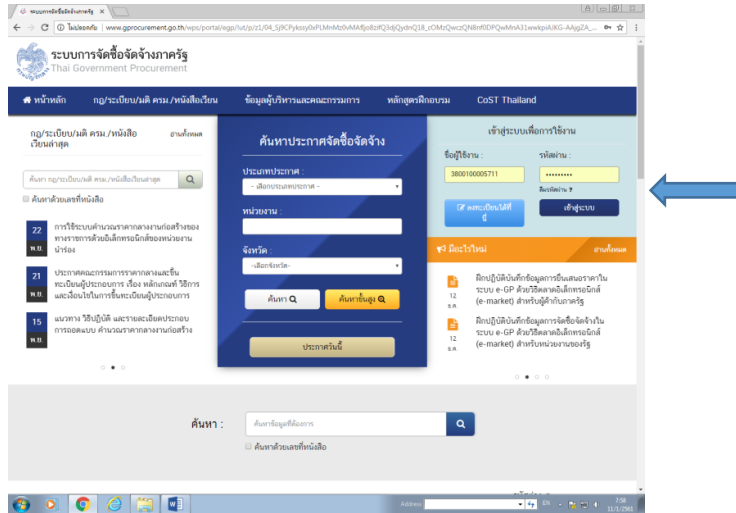 ระบบการจัดซื้อจัดจ้างภาครัฐ
ไม่ปลอดภัย | www.gprocurement.go.th/wps/portal/egp/
ระบบการจัดซื้อจัดจ้างภาครัฐ
Thai Government Procurement
หน้าหลัก กฎ/ระเบียบ/มติ ครม./หนังสือเวียน ข้อมูลผู้บริหารและคณะกรรมการ หลักสูตรฝึกอบรม CoST Thailand
กฎ/ระเบียบ/มติ ครม./หนังสือ
เวียนล่าสุด
อ่านทั้งหมด
ค้นหา กฎ/ระเบียบ/มติ ครม./หนังสือเวียนล่าสุด
ค้นหาด้วยเลขที่หนังสือ
22
พ.ย.
การใช้ระบบคำนวณราคากลางงานก่อสร้างของ
ทางราชการด้วยอิเล็กทรอนิกส์ของหน่วยงาน
นำร่อง
21
พ.ย.
ประกาศคณะกรรมการราคากลางและขึ้น
ทะเบียนผู้ประกอบการ เรื่อง หลักเกณฑ์ วิธีการ
และเงื่อนไขในการขึ้นทะเบียนผู้ประกอบการ
15
พ.ย.
แนวทาง วิธีปฏิบัติ และรายละเอียดประกอบ
การถอดแบบ คำนวณราคากลางงานก่อสร้าง
ค้นหาประกาศจัดซื้อจัดจ้าง
ประเภทประกาศ :
- เลือกประเภทประกาศ -
หน่วยงาน :
จังหวัด :
-เลือกจังหวัด-
ค้นหา
ค้นหาขั้นสูง
ประกาศวันนี้
เข้าสู่ระบบเพื่อการใช้งาน
ชื่อผู้ใช้งาน : รหัสผ่าน :
3800100005711 •••••••••
ลืมรหัสผ่าน ?
ลงทะเบียนได้ที่
นี่
เข้าสู่ระบบ
มีอะไรใหม่ อ่านทั้งหมด
12
ธ.ค.
ฝึกปฏิบัติบันทึกข้อมูลการยื่นเสนอราคาใน
ระบบ e-GP ด้วยวิธีตลาดอิเล็กทรอนิกส์
(e-market) สำหรับผู้ค้ากับภาครัฐ
12
ธ.ค.
ฝึกปฏิบัติบันทึกข้อมูลการจัดซื้อจัดจ้างใน
ระบบ e-GP ด้วยวิธีตลาดอิเล็กทรอนิกส์
(e-market) สำหรับหน่วยงานของรัฐ
ค้นหา :
ค้นหาข้อมูลที่ต้องการ
ค้นหาด้วยเลขที่หนังสือ
Address
EN
7:58
11/1/2561